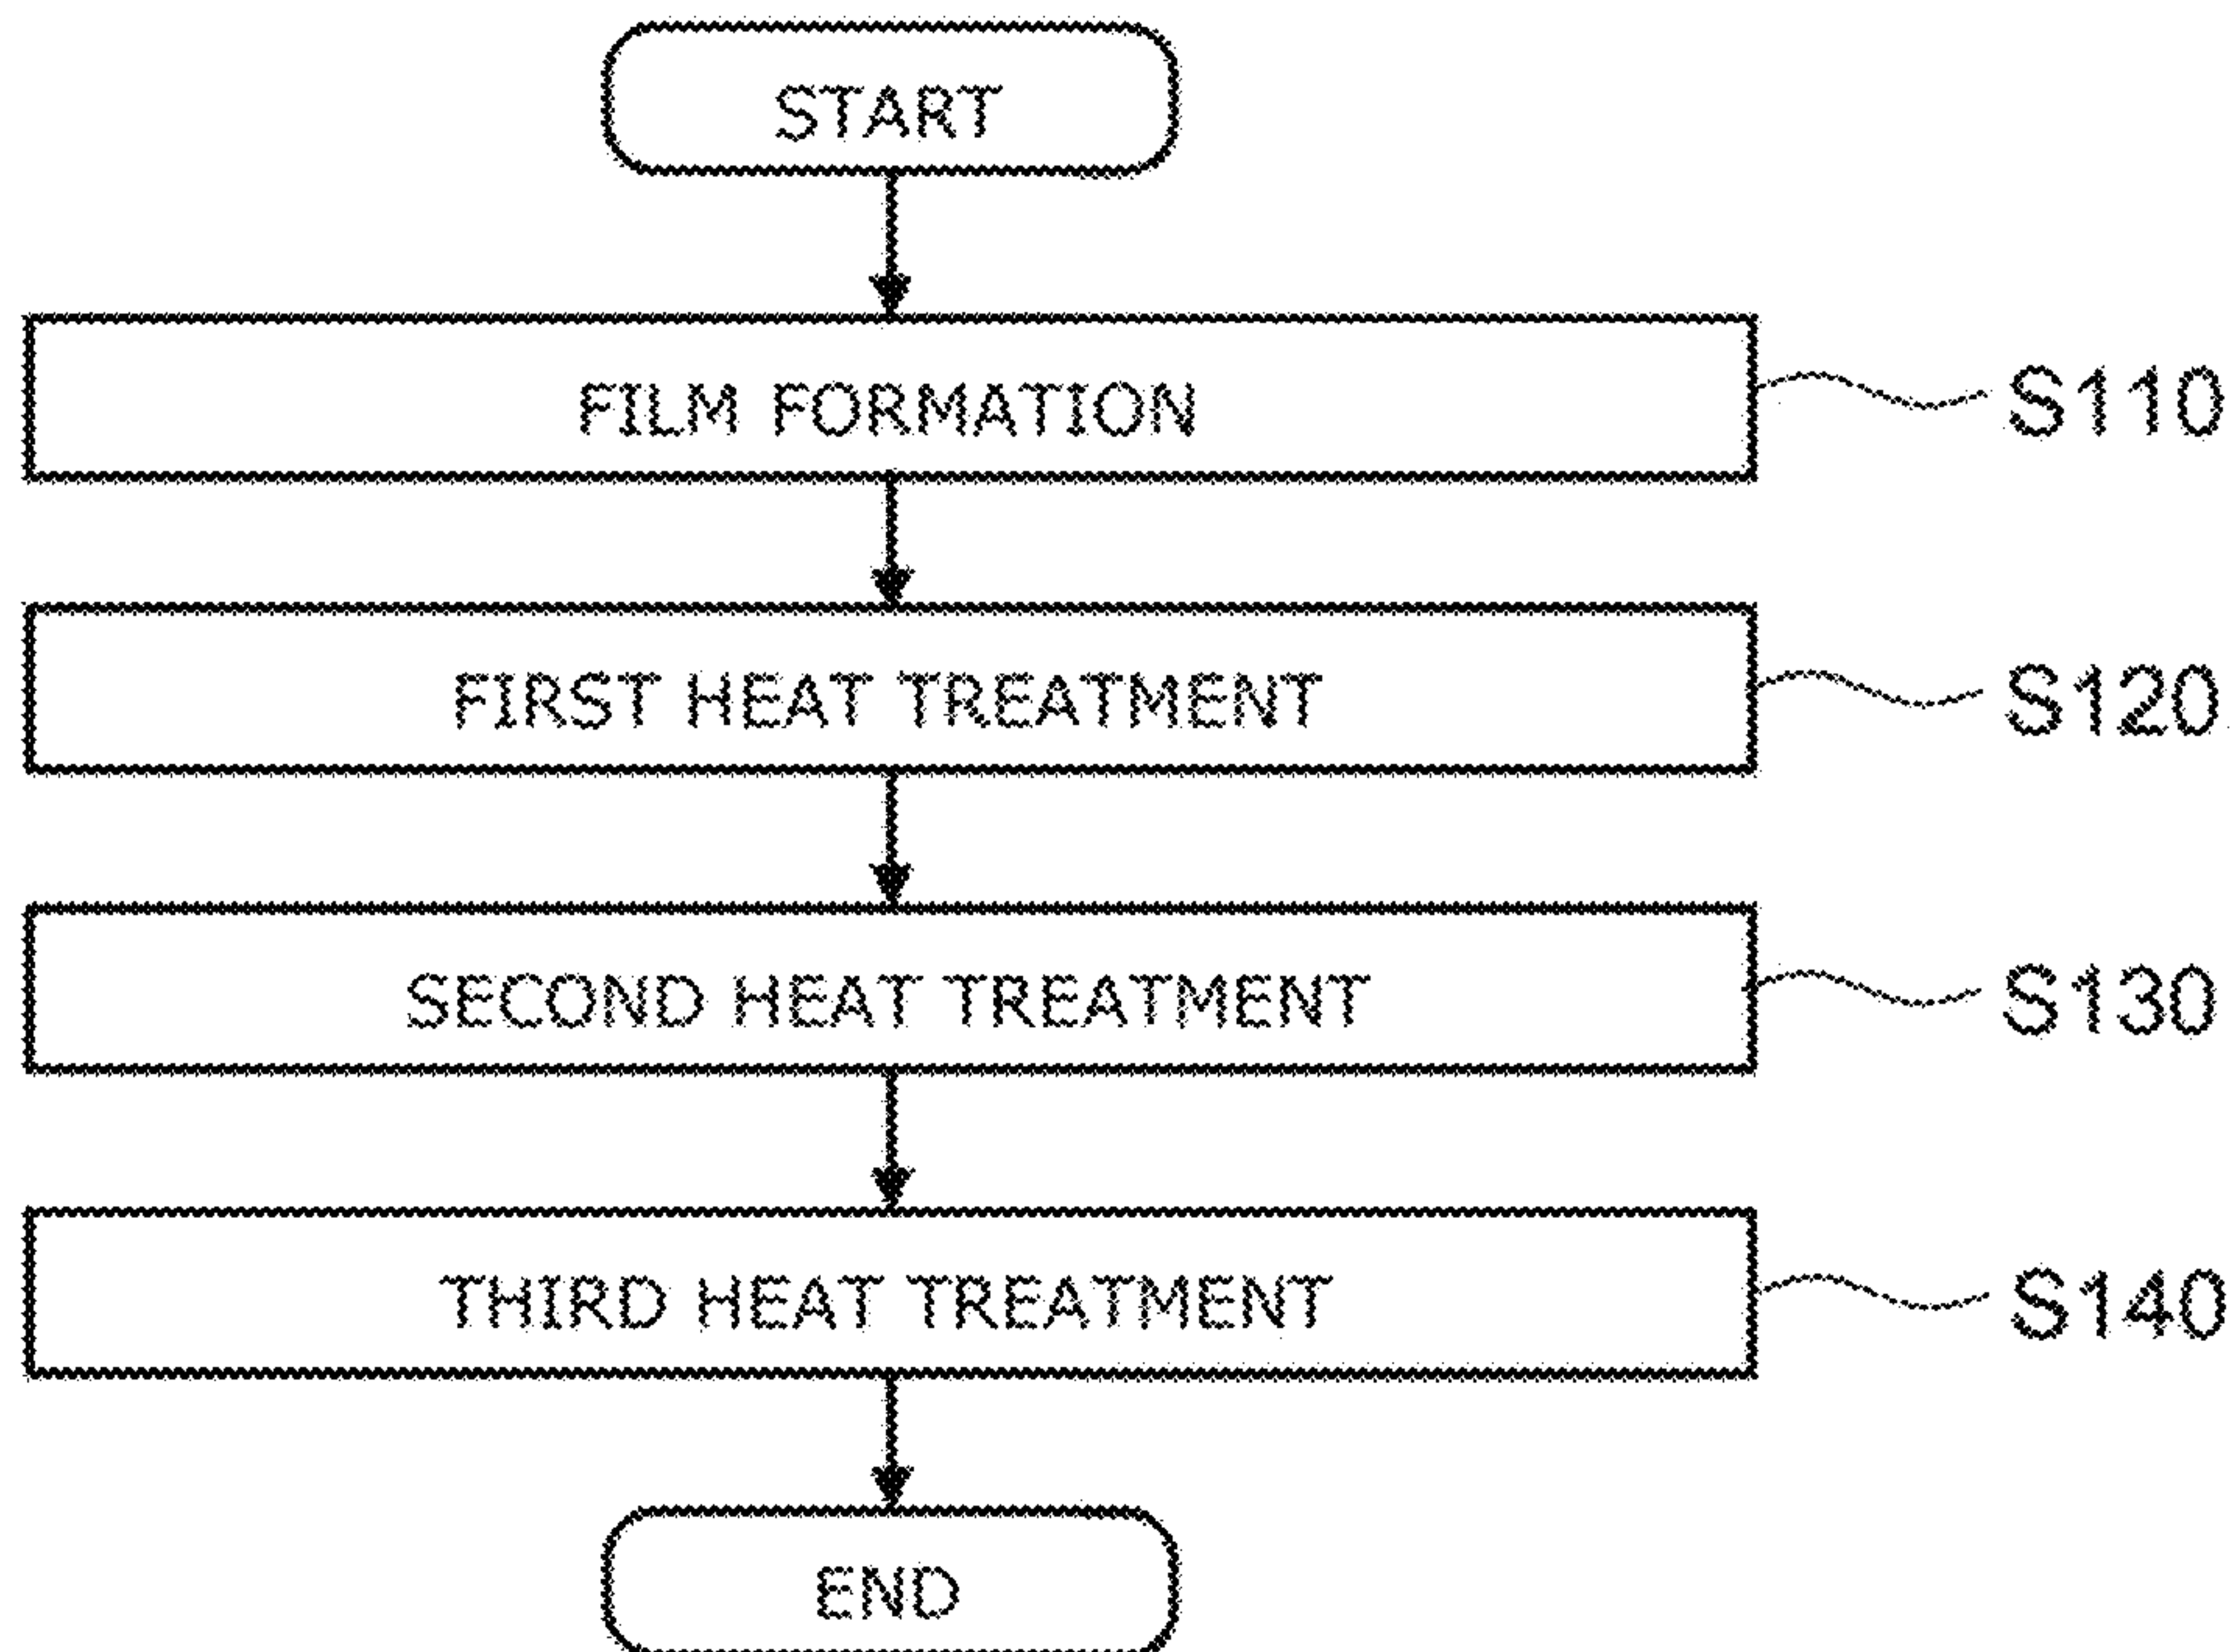 START
FILM FORMATION
S110
FIRST HEAT TREATMENT
S120
SECOND HEAT TREATMENT
S130
THIRD HEAT TREATMENT
S140
END